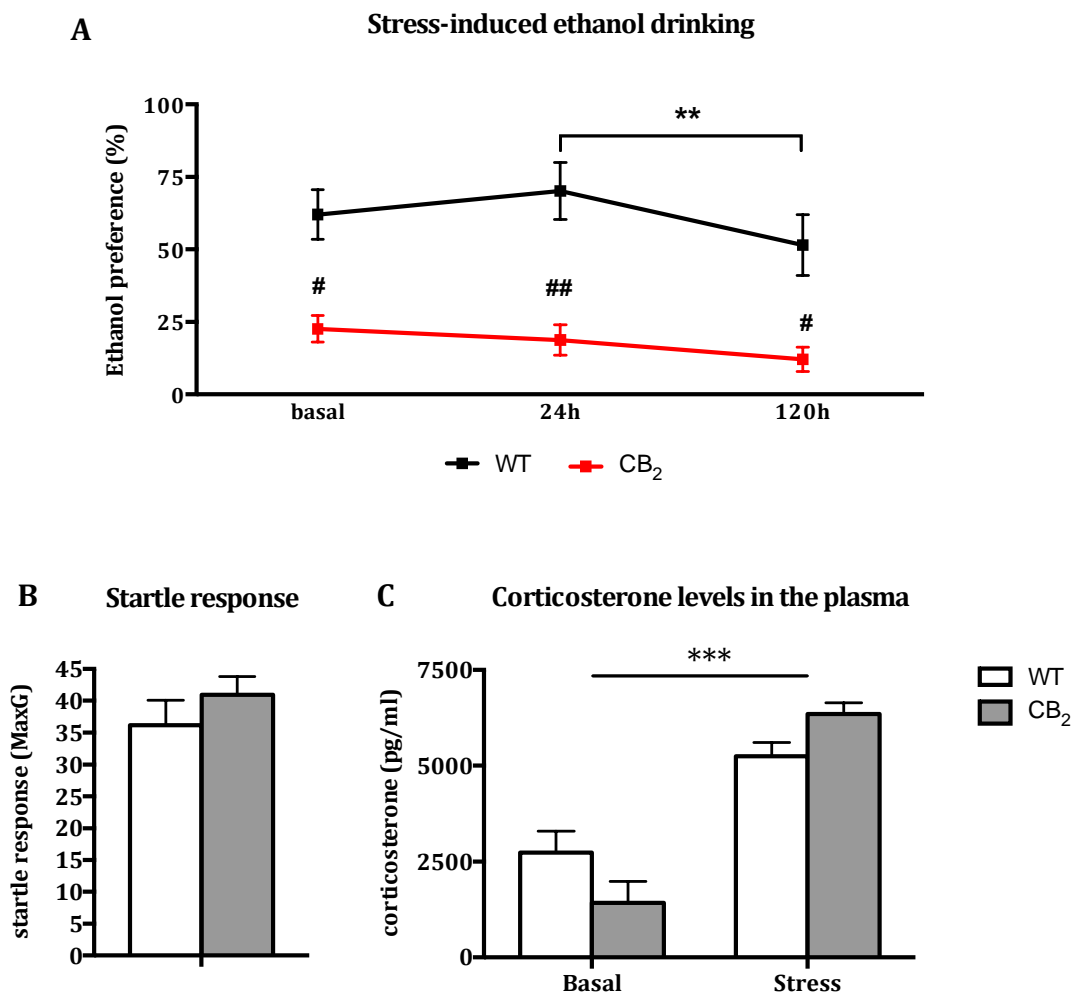 A
Stress-induced ethanol drinking
Ethanol preference (%)
100
75
50
25
0
**
#
##
#
basal
24h
120h
WT
CB2
B
Startle response
startle response (MaxG)
45
40
35
30
25
20
15
10
5
0
C
Corticosterone levels in the plasma
corticosterone (pg/ml)
7500
5000
2500
0
***
Basal
Stress
WT
CB2